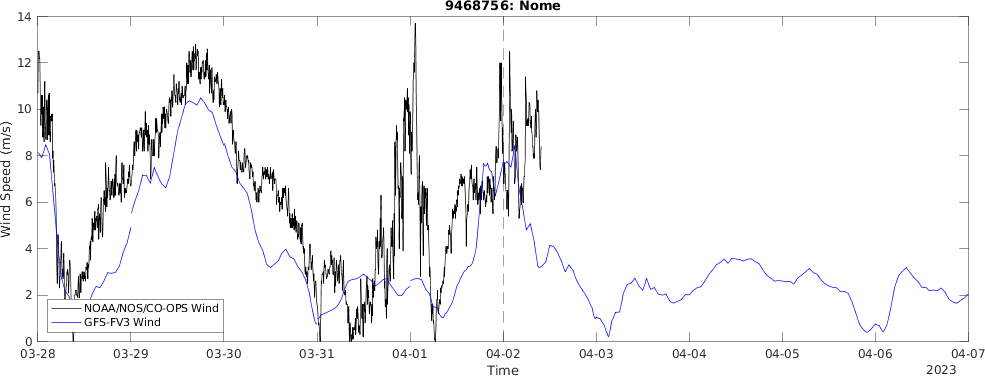 9468756: Nome
14
12
10
8
6
4
2
0
Wind Speed (m/s)
NOAA/NOS/CO-OPS Wind
GFS-FV3 Wind
03-28 03-29 03-30 03-31 04-01 04-02 04-03 04-04 04-05 04-06 04-07
Time
2023